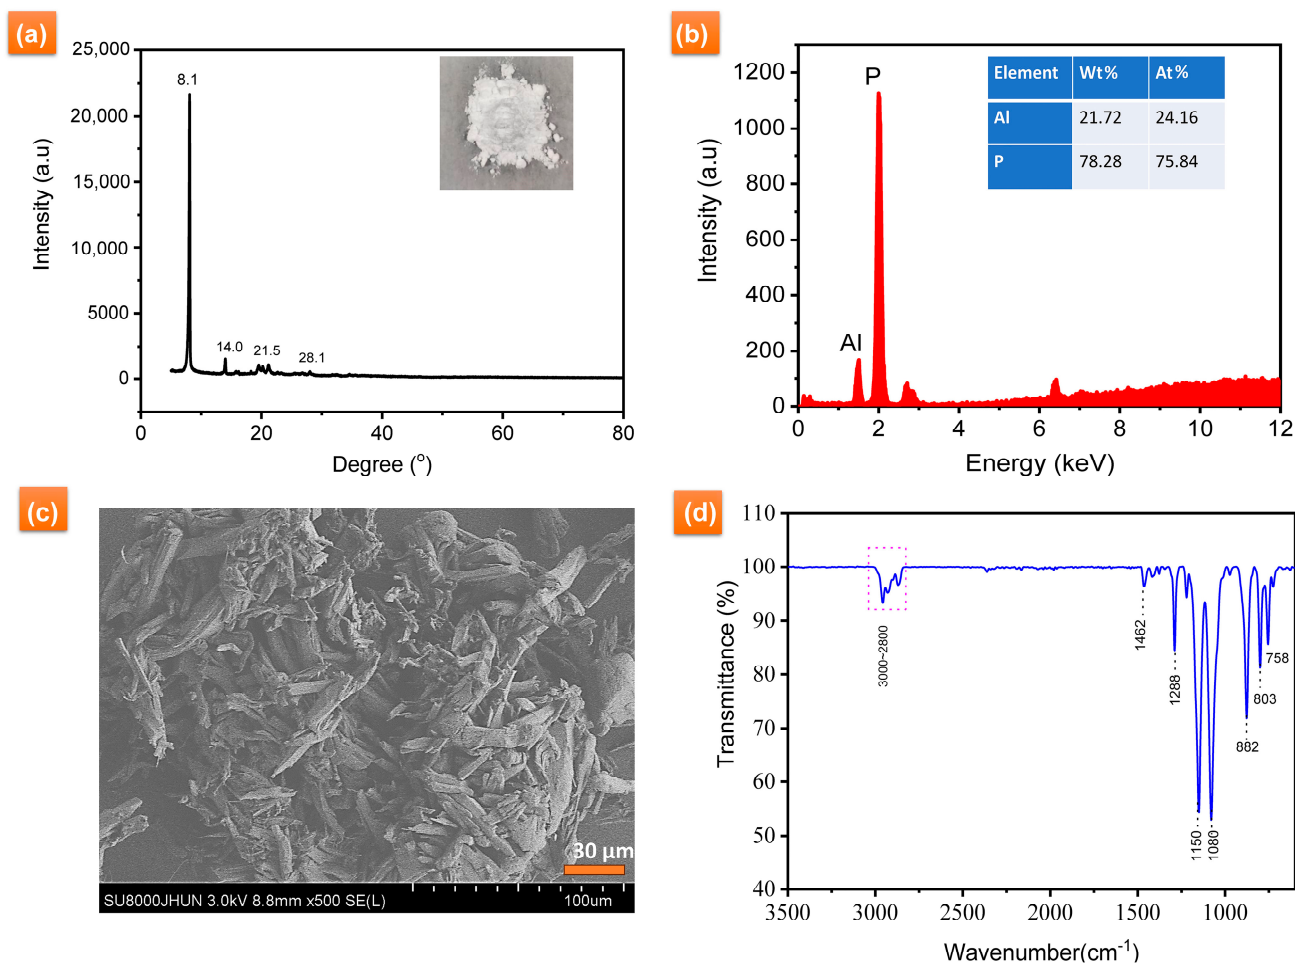 (a)
25,000
20,000
15,000
10,000
5000
0
Intensity (a.u)
8.1
14.0
21.5
28.1
0 20 40 60 80
Degree (°)
(b)
1200
1000
800
600
400
200
0
Intensity (a.u)
P
Al
Element Wt% At%
Al 21.72 24.16
P 78.28 75.84
0 2 4 6 8 10 12
Energy (keV)
(c)
30 μm
SU8000JHUN 3.0kV 8.8mm x500 SE(L) 100um
(d)
110
100
90
80
70
60
50
40
Transmittance (%)
3000~2800
1462
1288
1150
1080
882
803
758
3500 3000 2500 2000 1500 1000
Wavenumber(cm⁻¹)